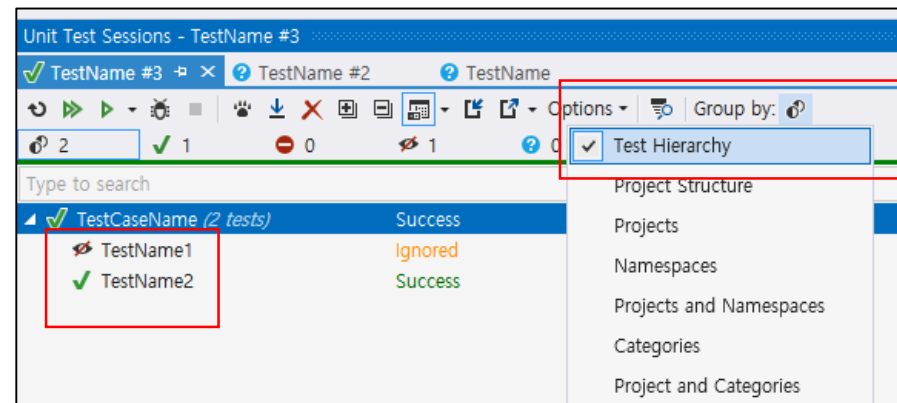 Unit Test Sessions - TestName #3
TestName #3 TestName #2 TestName
Options Group by:
2 1 0 1 0
Test Hierarchy
Type to search
Project Structure
TestCaseName (2 tests) Success
Projects
TestName1 Ignored
Namespaces
TestName2 Success
Projects and Namespaces
Categories
Project and Categories